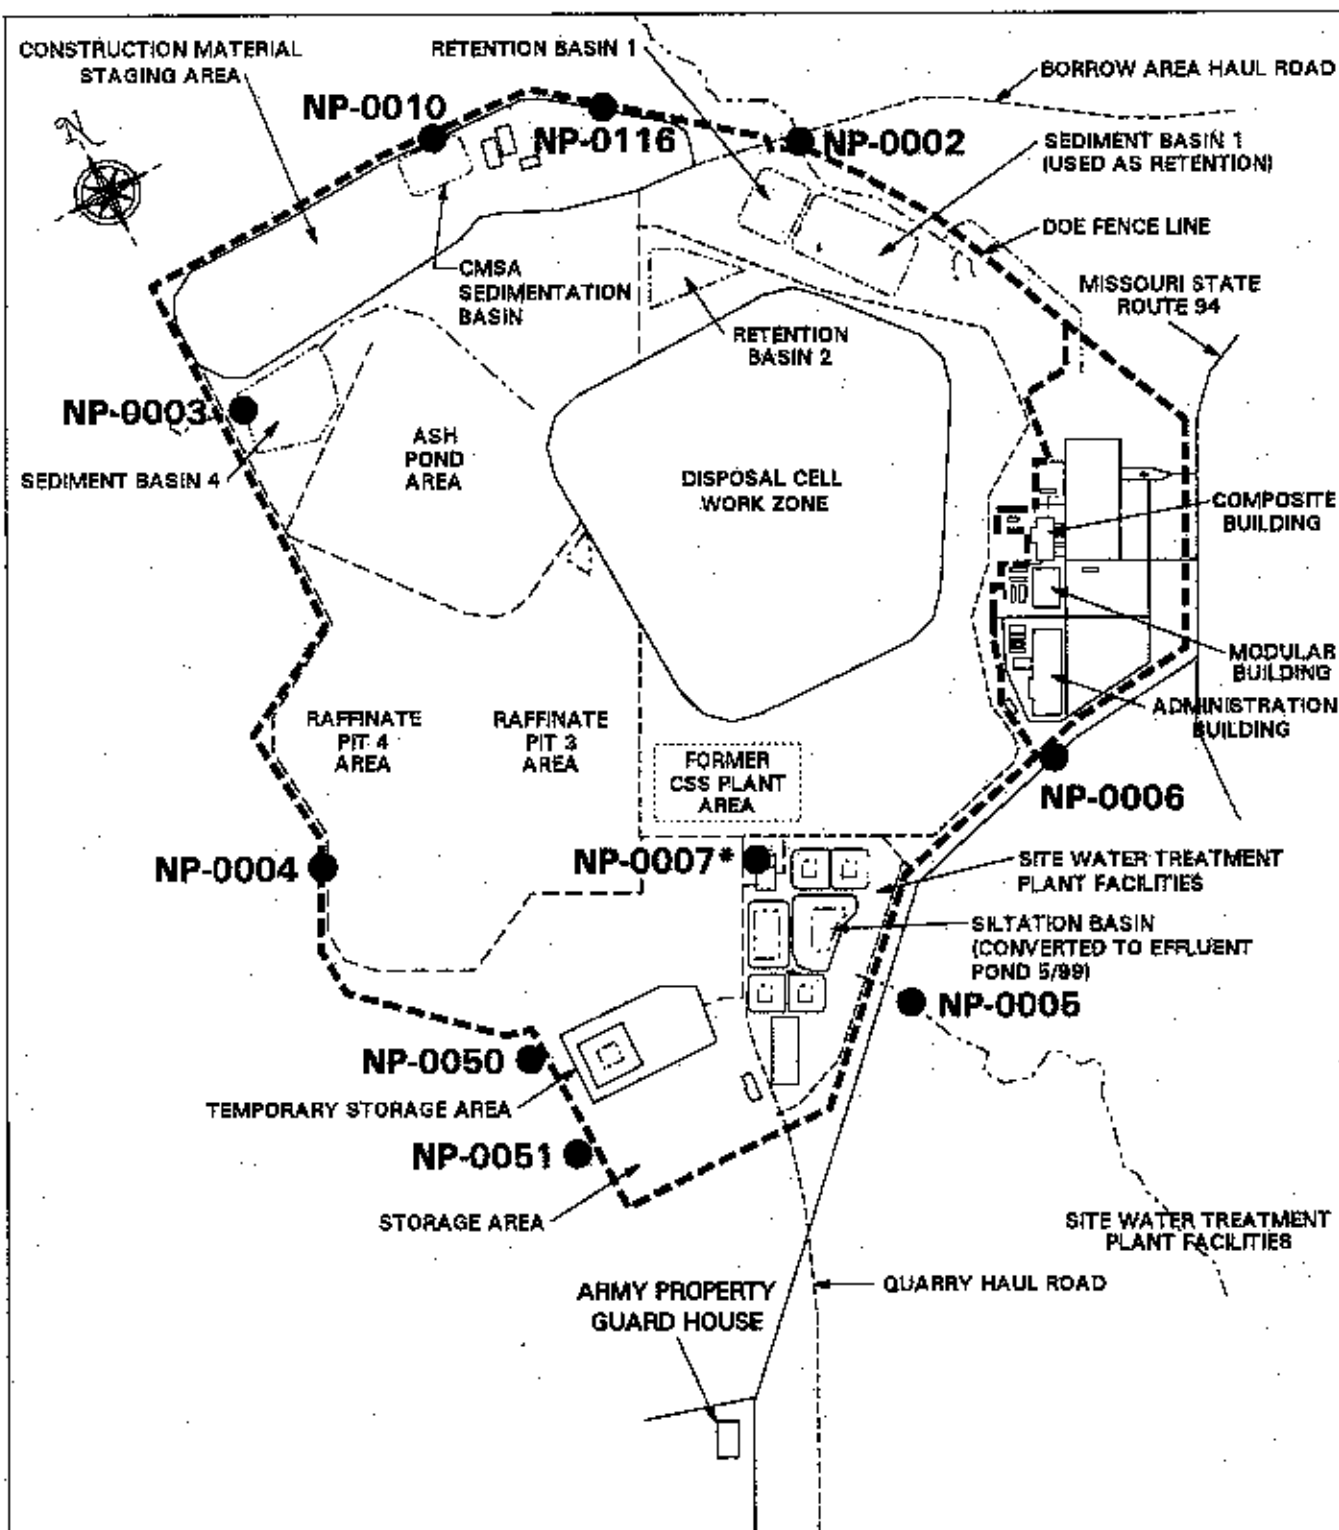 CONSTRUCTION MATERIAL
STAGING AREA
RETENTION BASIN 1
BORROW AREA HAUL ROAD
N
NP-0010
NP-0116
NP-0002
SEDIMENT BASIN 1
(USED AS RETENTION)
DOE FENCE LINE
CMSA
SEDIMENTATION
BASIN
MISSOURI STATE
ROUTE 94
RETENTION
BASIN 2
NP-0003
SEDIMENT BASIN 4
ASH
POND
AREA
DISPOSAL CELL
WORK ZONE
COMPOSITE
BUILDING
MODULAR
BUILDING
ADMINISTRATION
BUILDING
RAFFINATE
PIT 4
AREA
RAFFINATE
PIT 3
AREA
FORMER
CSS PLANT
AREA
NP-0006
NP-0004
NP-0007*
SITE WATER TREATMENT
PLANT FACILITIES
SILTATION BASIN
(CONVERTED TO EFFLUENT
POND 5/99)
NP-0005
NP-0050
TEMPORARY STORAGE AREA
NP-0051
STORAGE AREA
SITE WATER TREATMENT
PLANT FACILITIES
QUARRY HAUL ROAD
ARMY PROPERTY
GUARD HOUSE